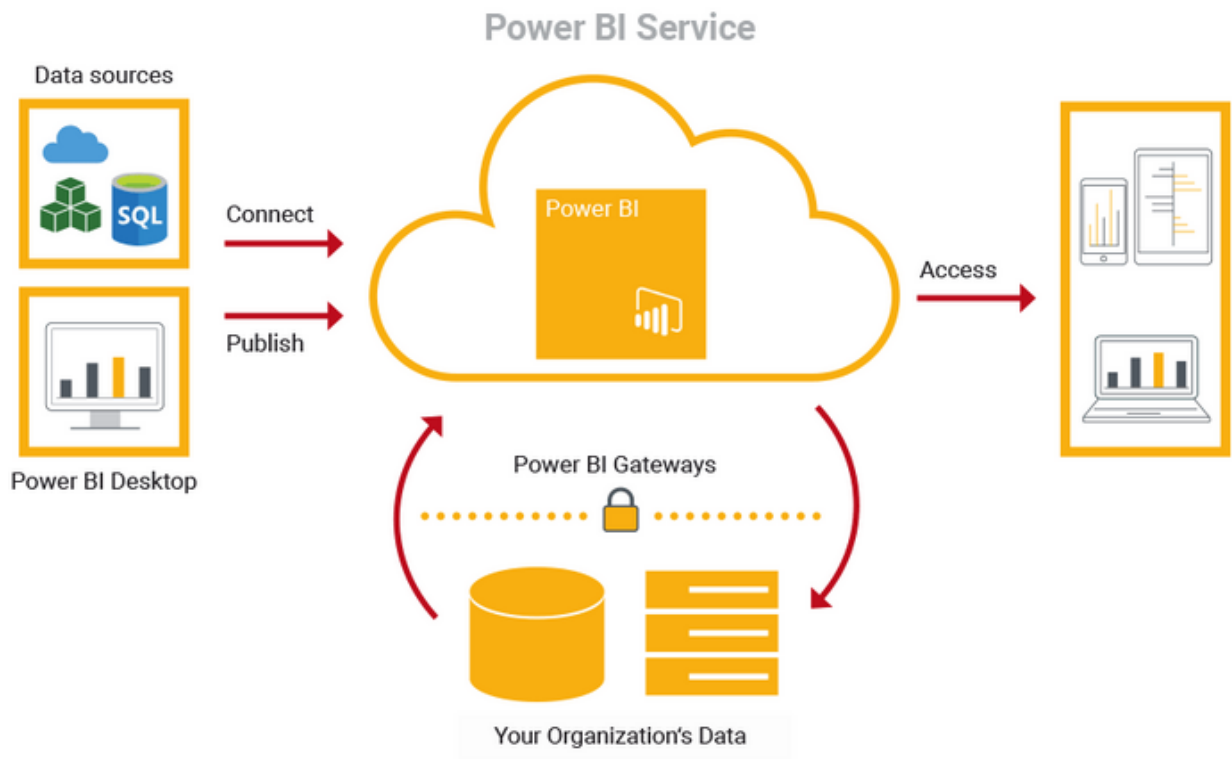 Power BI Service
Data sources
SQL
Connect
Publish
Power BI Desktop
Power BI
Access
Power BI Gateways
Your Organization's Data